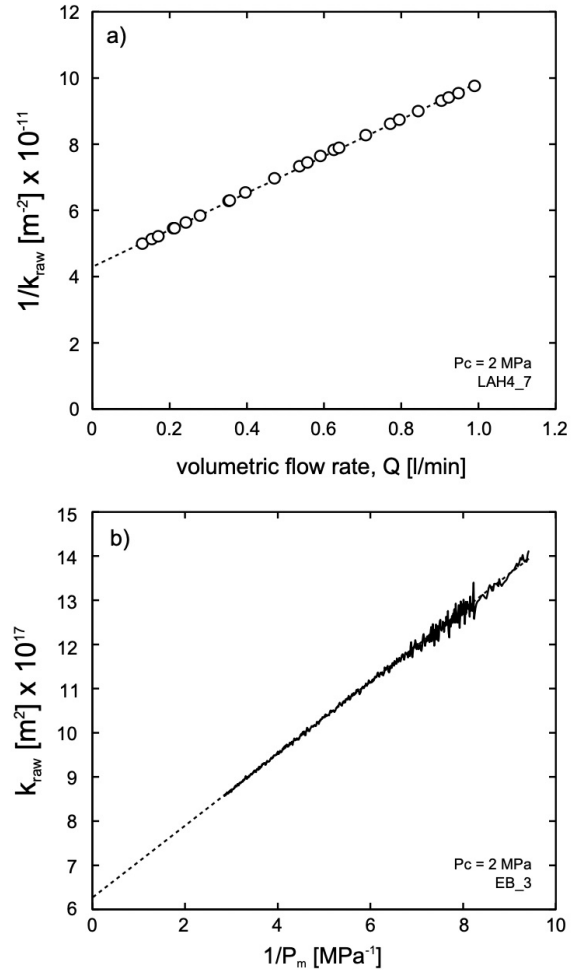 a)
12
10
8
6
4
2
0
1/k_raw [m⁻²] x 10⁻¹¹
Pc = 2 MPa
LAH4_7
0 0.2 0.4 0.6 0.8 1.0 1.2
volumetric flow rate, Q [l/min]
b)
15
14
13
12
11
10
9
8
7
6
k_raw [m²] x 10¹⁷
Pc = 2 MPa
EB_3
0 2 4 6 8 10
1/P_m [MPa⁻¹]